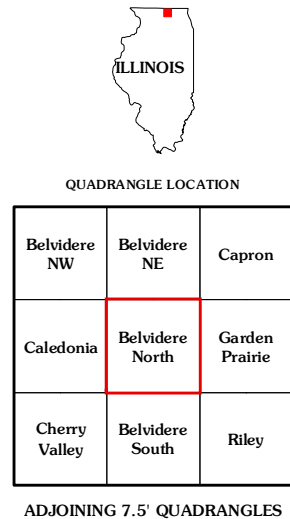 ILLINOIS
QUADRANGLE LOCATION
Belvidere
NW
Belvidere
NE
Capron
Caledonia
Belvidere
North
Garden
Prairie
Cherry
Valley
Belvidere
South
Riley
ADJOINING 7.5' QUADRANGLES